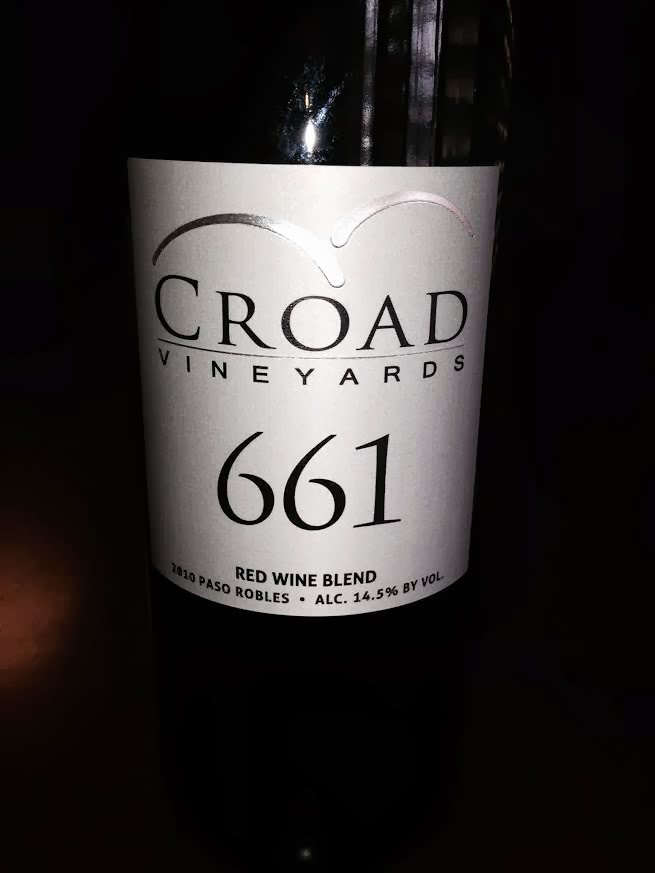 CROAD
VINEYARDS
661
RED WINE BLEND
2010 PASO ROBLES • ALC. 14.5% BY VOL.